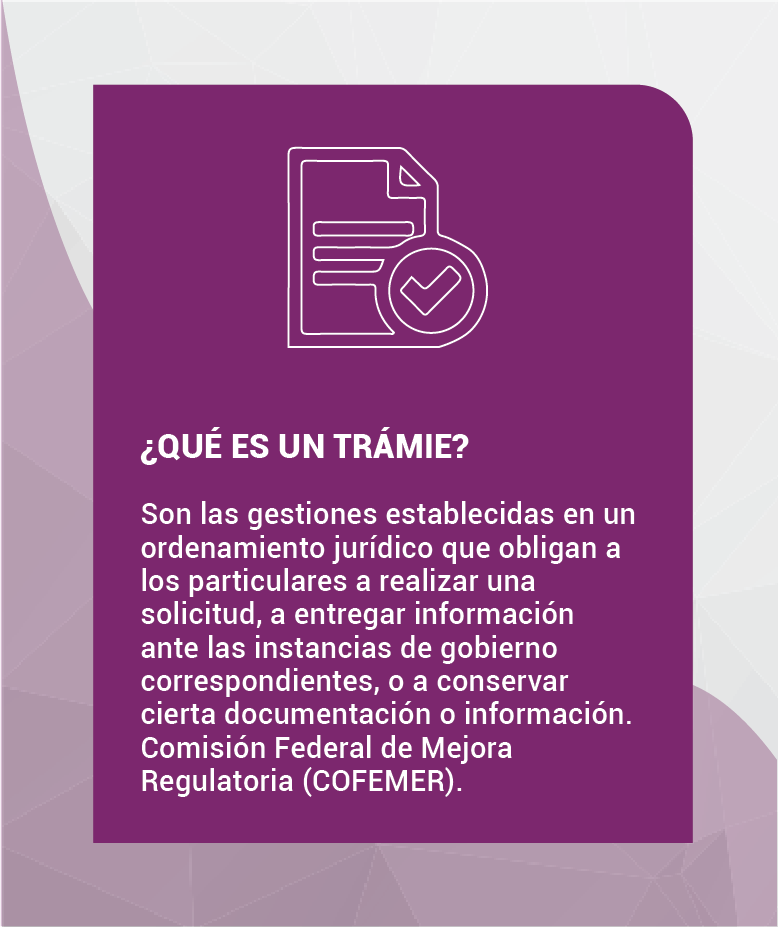 ¿QUÉ ES UN TRÁMIE?
Son las gestiones establecidas en un
ordenamiento jurídico que obligan a
los particulares a realizar una
solicitud, a entregar información
ante las instancias de gobierno
correspondientes, o a conservar
cierta documentación o información.
Comisión Federal de Mejora
Regulatoria (COFEMER).